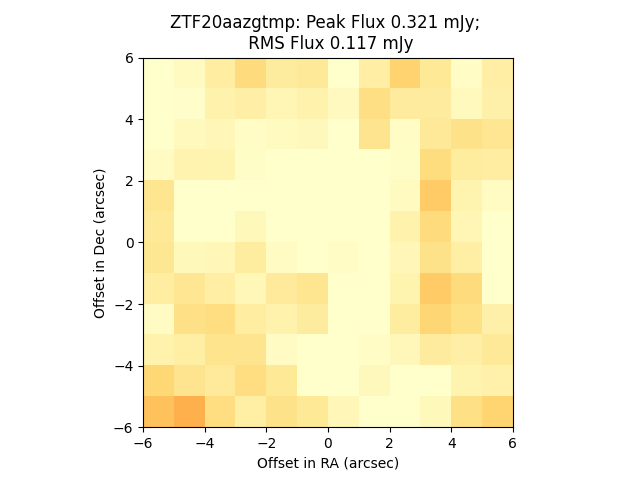 ZTF20aazgtmp: Peak Flux 0.321 mJy;
RMS Flux 0.117 mJy
6
4
2
0
−2
−4
−6
Offset in Dec (arcsec)
−6 −4 −2 0 2 4 6
Offset in RA (arcsec)